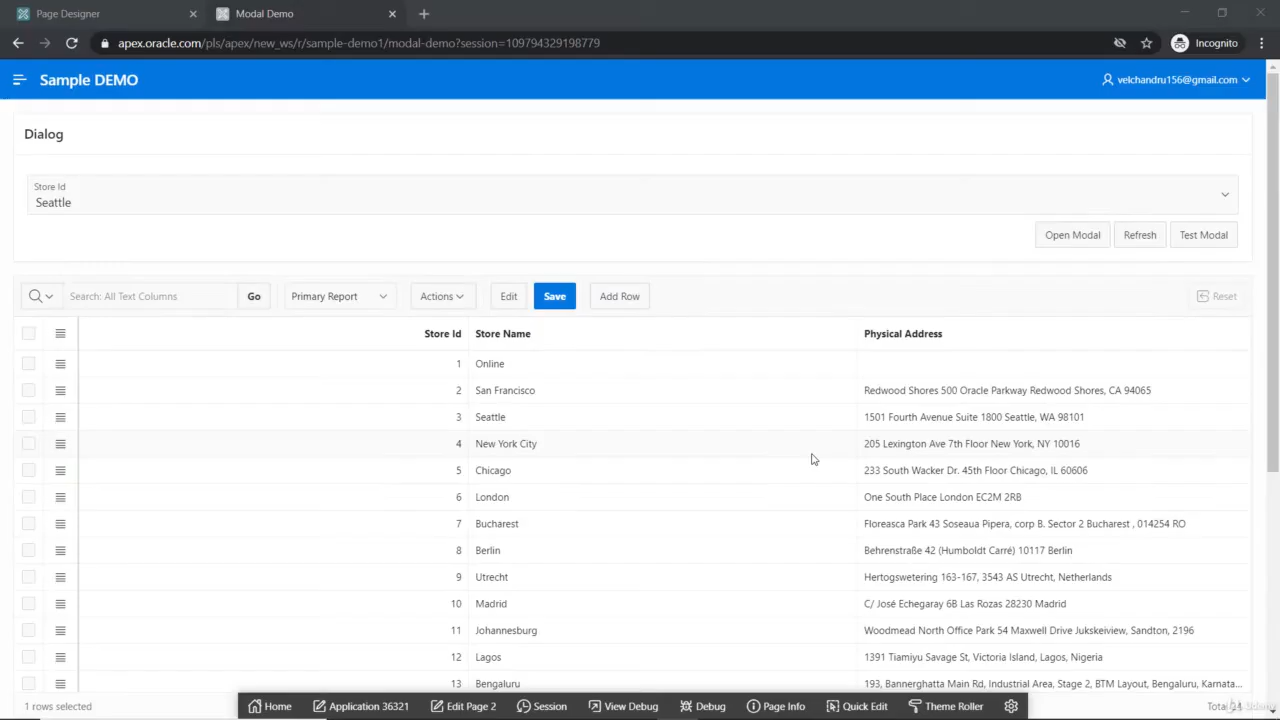 Page Designer
Modal Demo
apex.oracle.com/pls/apex/new_ws/r/sample-demo1/modal-demo?session=109794329198779
Incognito
Sample DEMO
velchandru156@gmail.com
Dialog
Store Id
Seattle
Open Modal Refresh Test Modal
Search: All Text Columns Go Primary Report Actions Edit Save Add Row Reset
Store Id Store Name Physical Address
1 Online
2 San Francisco Redwood Shores 500 Oracle Parkway Redwood Shores, CA 94065
3 Seattle 1501 Fourth Avenue Suite 1800 Seattle, WA 98101
4 New York City 205 Lexington Ave 7th Floor New York, NY 10016
5 Chicago 233 South Wacker Dr. 45th Floor Chicago, IL 60606
6 London One South Place London EC2M 2RB
7 Bucharest Floreasca Park 43 Soseaua Pipera, corp B. Sector 2 Bucharest , 014254 RO
8 Berlin Behrenstraße 42 (Humboldt Carré) 10117 Berlin
9 Utrecht Hertogswetering 163-167, 3543 AS Utrecht, Netherlands
10 Madrid C/ José Echegaray 6B Las Rozas 28230 Madrid
11 Johannesburg Woodmead North Office Park 54 Maxwell Drive Jukskeiview, Sandton, 2196
12 Lagos 1391 Tiamiyu Savage St, Victoria Island, Lagos, Nigeria
13 Bengaluru 193, Bannerghatta Main Rd, Industrial Area, Stage 2, BTM Layout, Bengaluru, Karnata...
1 rows selected
Home Application 36321 Edit Page 2 Session View Debug Debug Page Info Quick Edit Theme Roller
Total